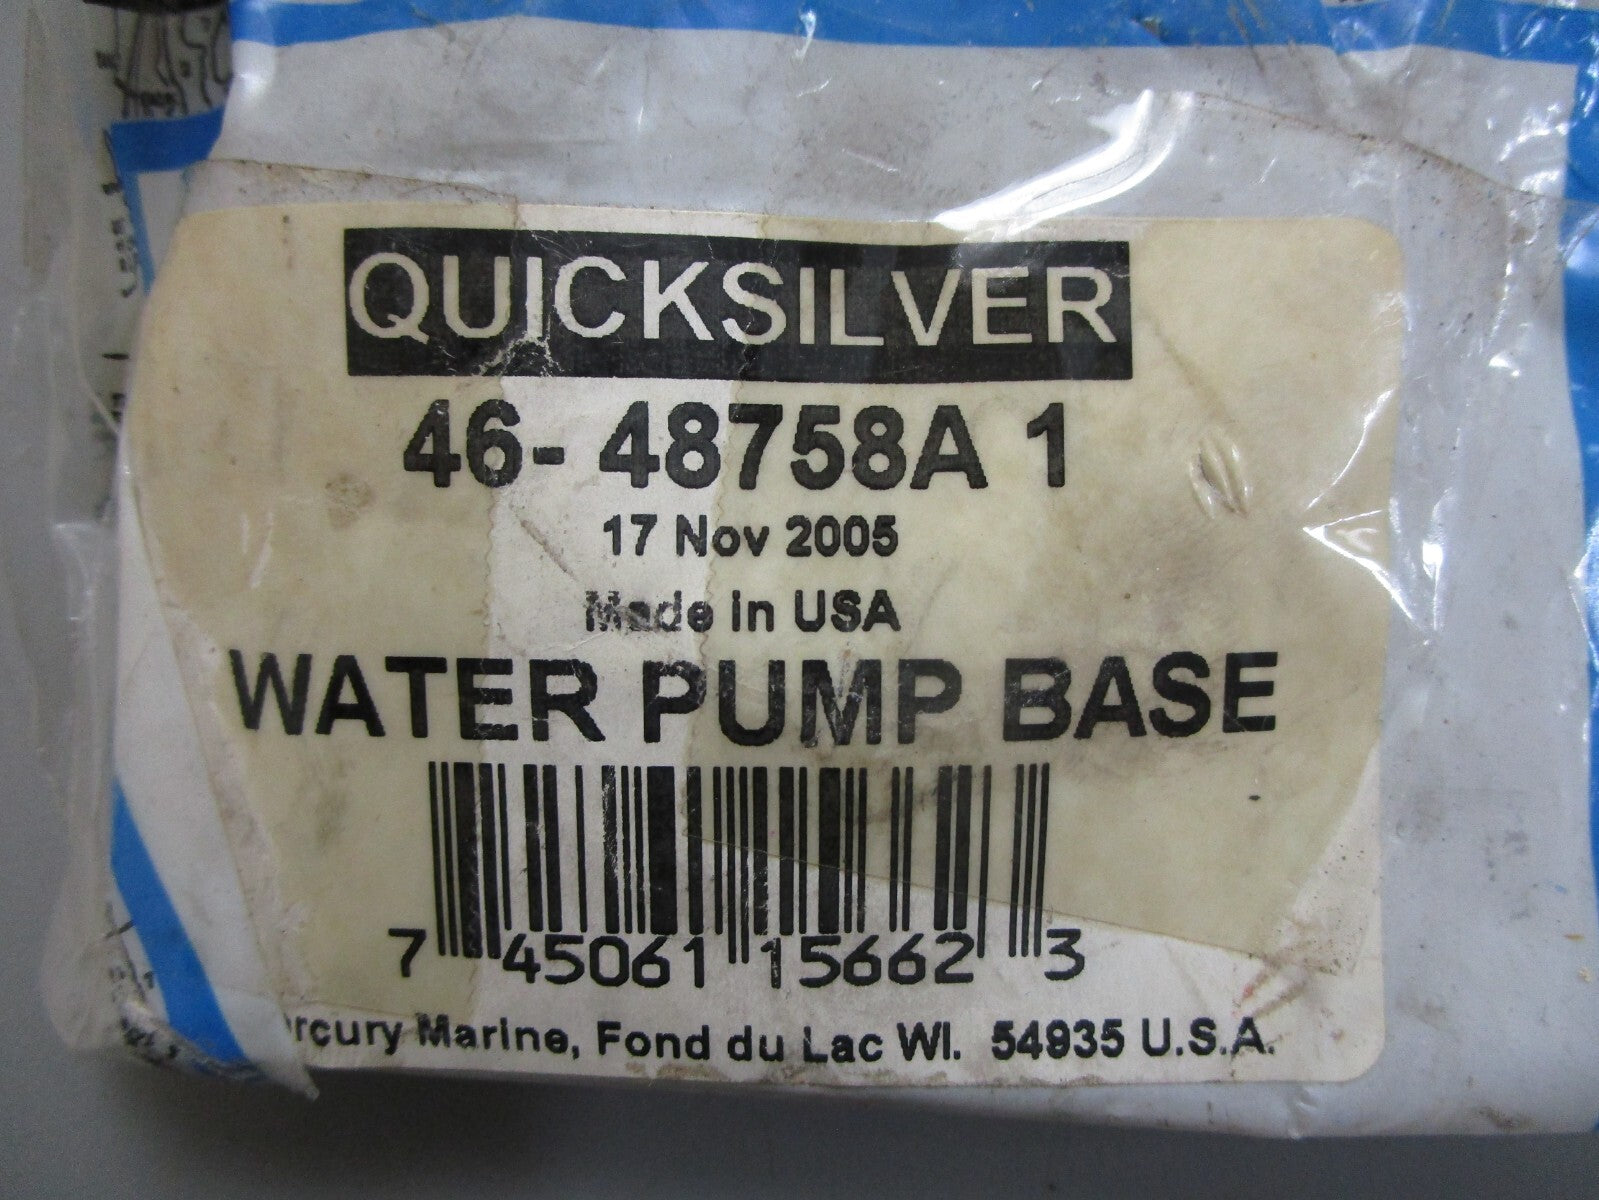 QUICKSILVER
46- 48758A 1
17 Nov 2005
Made in USA
WATER PUMP BASE
7 45061 15662 3
rcury Marine, Fond du Lac WI. 54935 U.S.A.